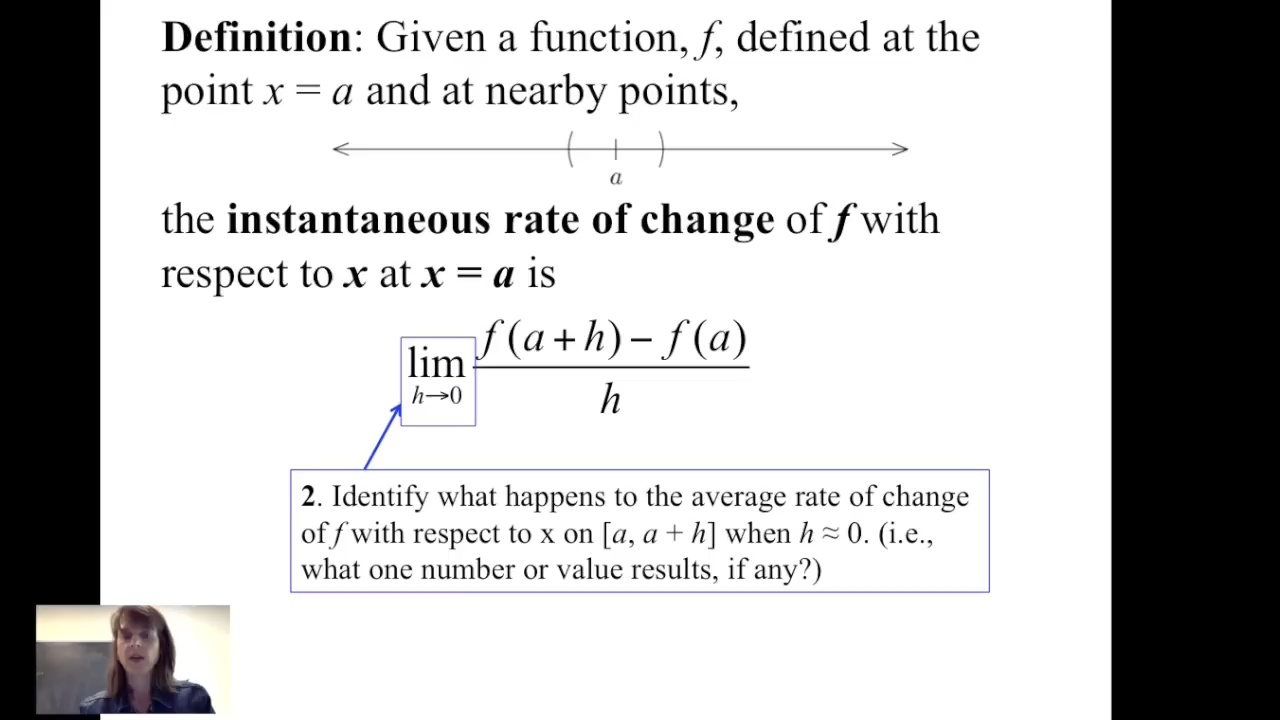 Definition: Given a function, f, defined at the
point x = a and at nearby points,
a
the instantaneous rate of change of f with
respect to x at x = a is
f(a+h) − f(a)
lim
h→0
h
2. Identify what happens to the average rate of change
of f with respect to x on [a, a + h] when h ≈ 0. (i.e.,
what one number or value results, if any?)